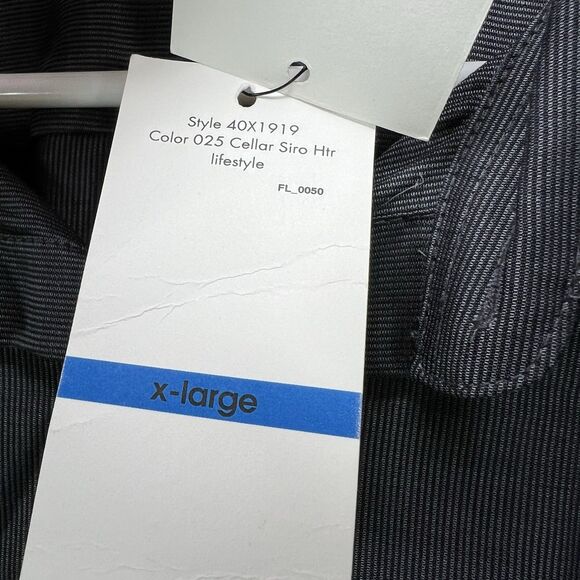 Style 40X1919
Color 025 Cellar Siro Htr
lifestyle
FL_0050
x-large